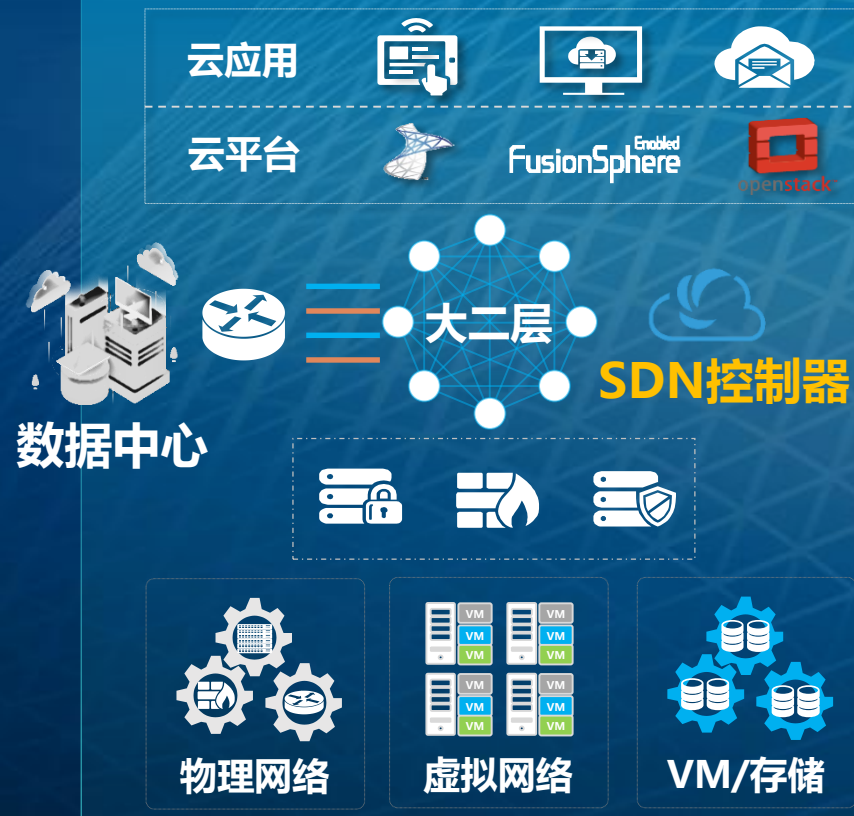 云应用
云平台
Enabled
FusionSphere
openstack
大二层
SDN控制器
数据中心
VM VM
VM VM
VM VM
VM VM
VM VM
VM VM
物理网络
虚拟网络
VM/存储